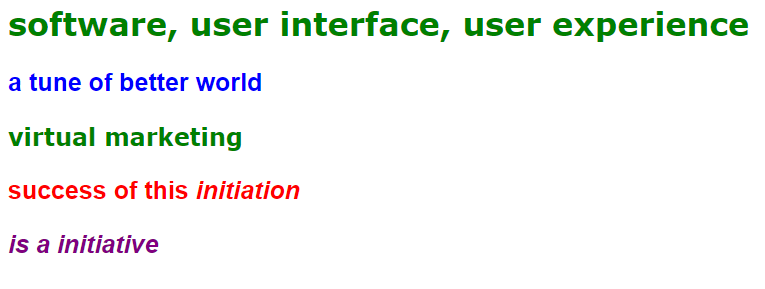 software, user interface, user experience
a tune of better world
virtual marketing
success of this initiation
is a initiative